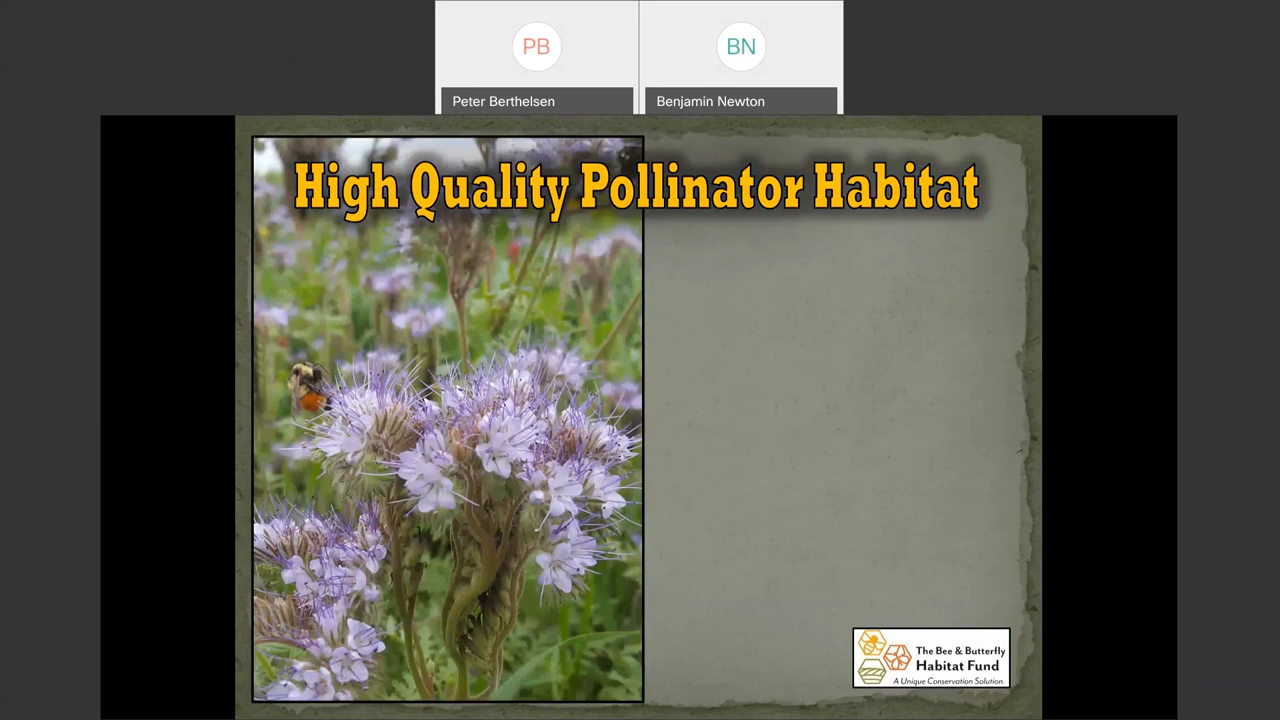 PB
BN
Peter Berthelsen
Benjamin Newton
High Quality Pollinator Habitat
The Bee & Butterfly
Habitat Fund
A Unique Conservation Solution.